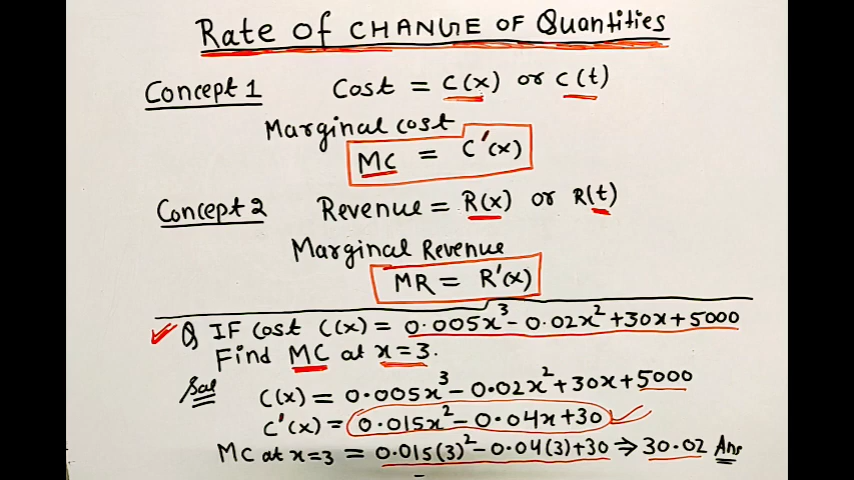 Rate of CHANGE OF Quantities
Concept 1 Cost = C(x) or C(t)
Marginal cost
MC = C'(x)
Concept 2 Revenue = R(x) or R(t)
Marginal Revenue
MR = R'(x)
Q IF Cost C(x) = 0.005x³ - 0.02x² + 30x + 5000
Find MC at x = 3.
Sol C(x) = 0.005x³ - 0.02x² + 30x + 5000
C'(x) = 0.015x² - 0.04x + 30
MC at x=3 = 0.015(3)² - 0.04(3) + 30 ⇒ 30.02 Ans